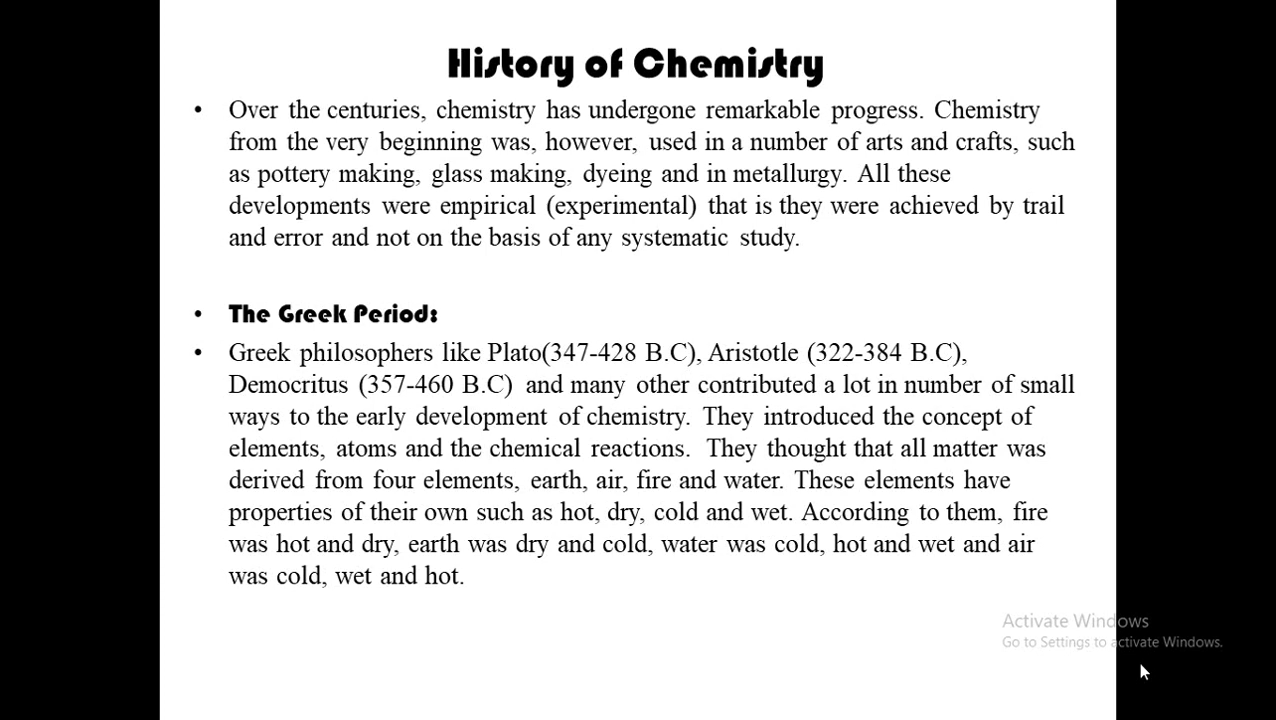 History of Chemistry
• Over the centuries, chemistry has undergone remarkable progress. Chemistry
from the very beginning was, however, used in a number of arts and crafts, such
as pottery making, glass making, dyeing and in metallurgy. All these
developments were empirical (experimental) that is they were achieved by trail
and error and not on the basis of any systematic study.
• The Greek Period:
• Greek philosophers like Plato(347-428 B.C), Aristotle (322-384 B.C),
Democritus (357-460 B.C) and many other contributed a lot in number of small
ways to the early development of chemistry. They introduced the concept of
elements, atoms and the chemical reactions. They thought that all matter was
derived from four elements, earth, air, fire and water. These elements have
properties of their own such as hot, dry, cold and wet. According to them, fire
was hot and dry, earth was dry and cold, water was cold, hot and wet and air
was cold, wet and hot.
Activate Windows
Go to Settings to activate Windows.